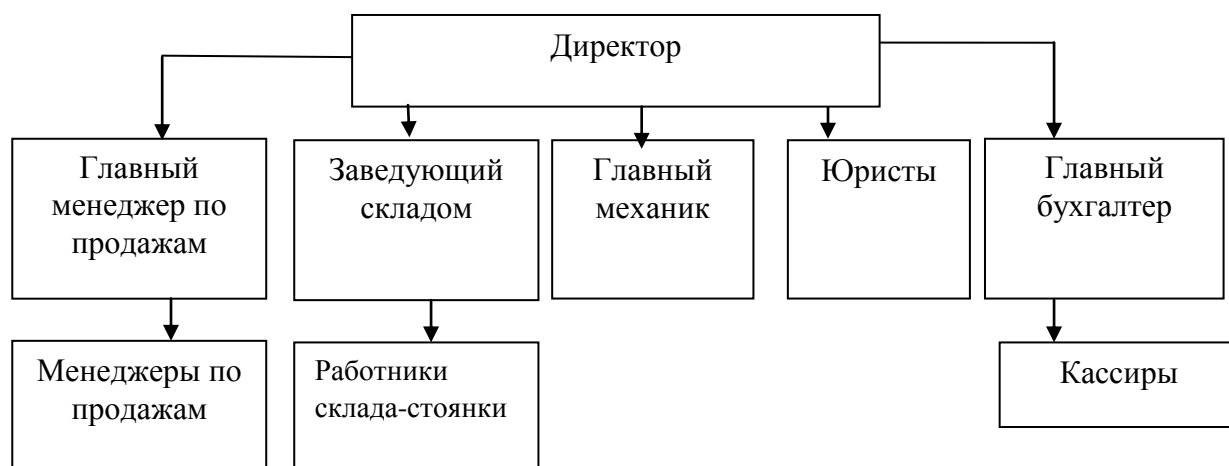 Директор
Главный
менеджер по
продажам
Заведующий
складом
Главный
механик
Юристы
Главный
бухгалтер
Менеджеры по
продажам
Работники
склада-стоянки
Кассиры